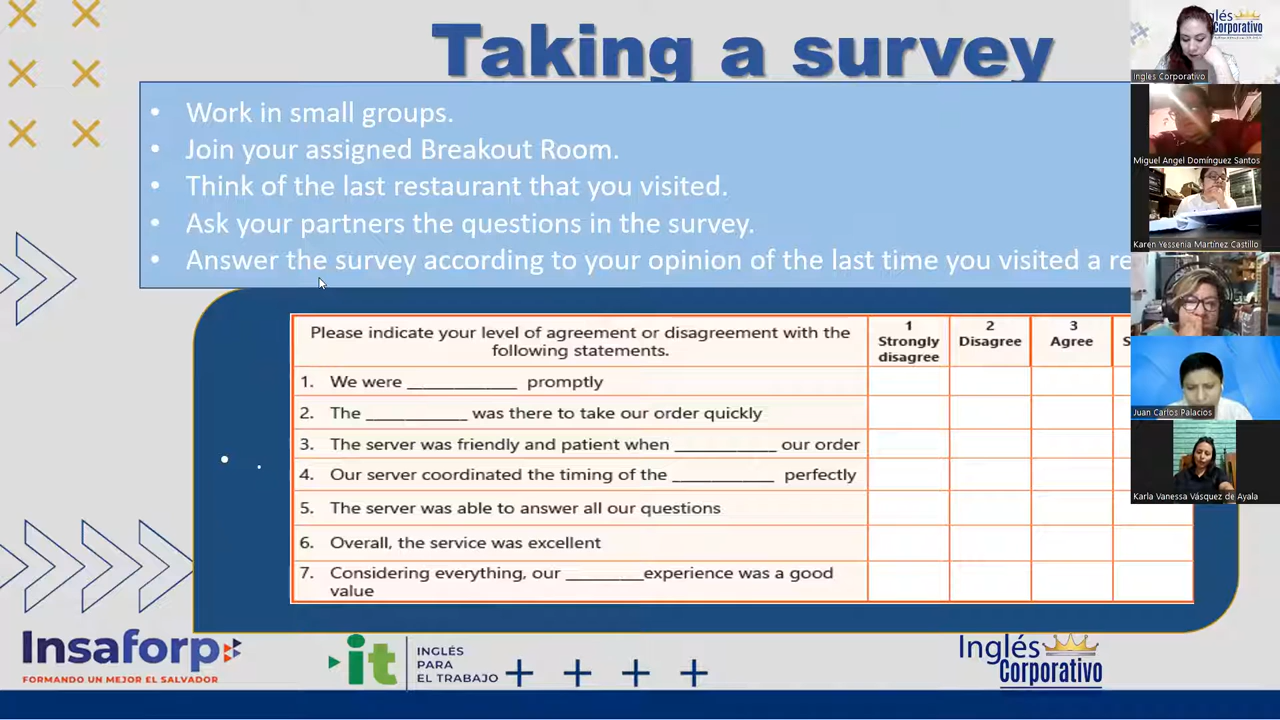 Taking a survey
• Work in small groups.
• Join your assigned Breakout Room.
• Think of the last restaurant that you visited.
• Ask your partners the questions in the survey.
• Answer the survey according to your opinion of the last time you visited a re
Please indicate your level of agreement or disagreement with the
following statements.
1
Strongly
disagree
2
Disagree
3
Agree
S
1. We were ____________ promptly
2. The ___________ was there to take our order quickly
3. The server was friendly and patient when ___________ our order
4. Our server coordinated the timing of the ___________ perfectly
5. The server was able to answer all our questions
6. Overall, the service was excellent
7. Considering everything, our ________experience was a good
value
glés
Corporativo
Ingles Corporativo
Miguel Angel Domínguez Santos
Karen Yessenia Martínez Castillo
Juan Carlos Palacios
Karla Vanessa Vásquez de Ayala
Insaforp
FORMANDO UN MEJOR EL SALVADOR
it
INGLÉS
PARA
EL TRABAJO
Inglés
Corporativo